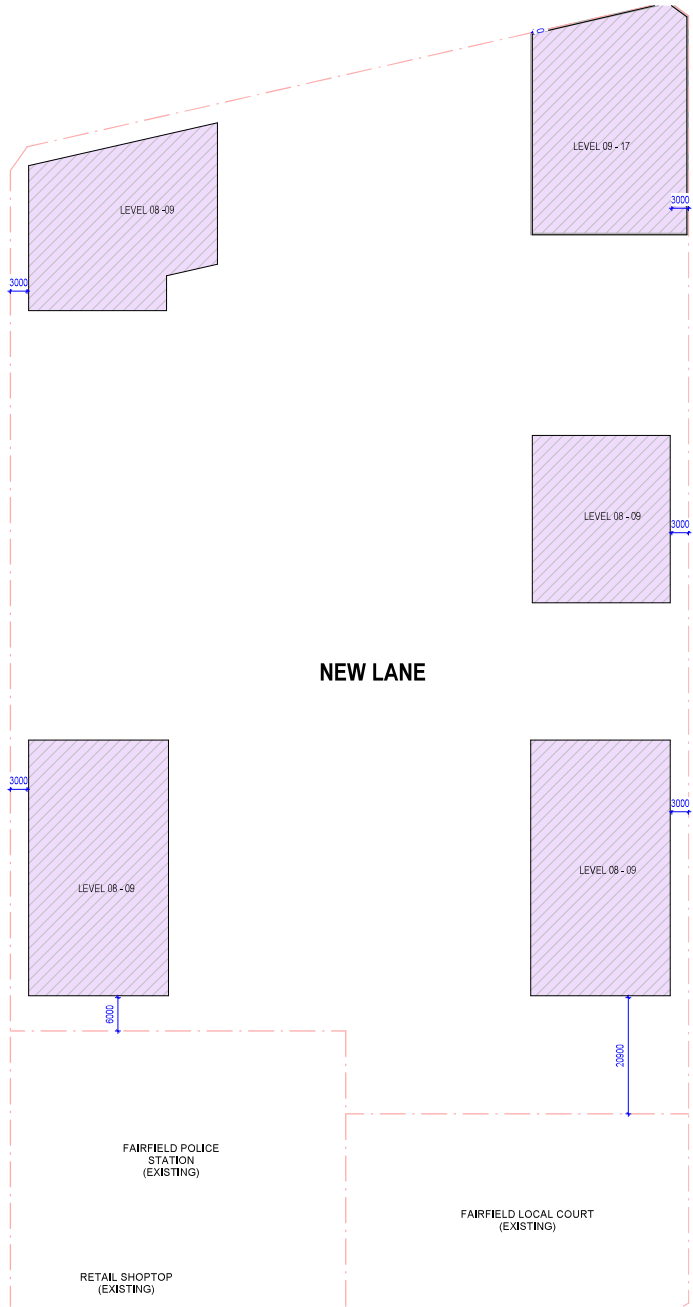 0
LEVEL 09 - 17
3000
LEVEL 08 -09
3000
LEVEL 08 - 09
3000
NEW LANE
3000
3000
LEVEL 08 - 09
LEVEL 08 - 09
6000
20900
FAIRFIELD POLICE
STATION
(EXISTING)
FAIRFIELD LOCAL COURT
(EXISTING)
RETAIL SHOPTOP
(EXISTING)